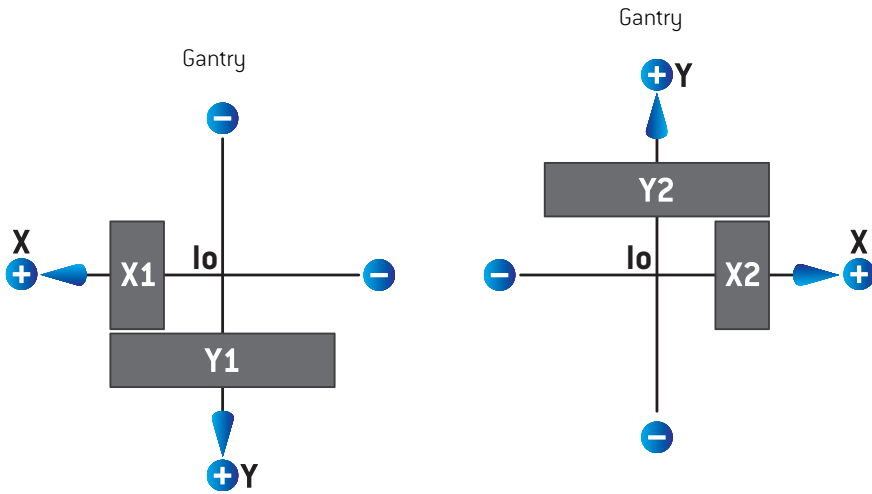 Gantry
−
X
+
X1
Io
−
Y1
+ Y
Gantry
+ Y
Y2
−
Io
X2
X
+
−